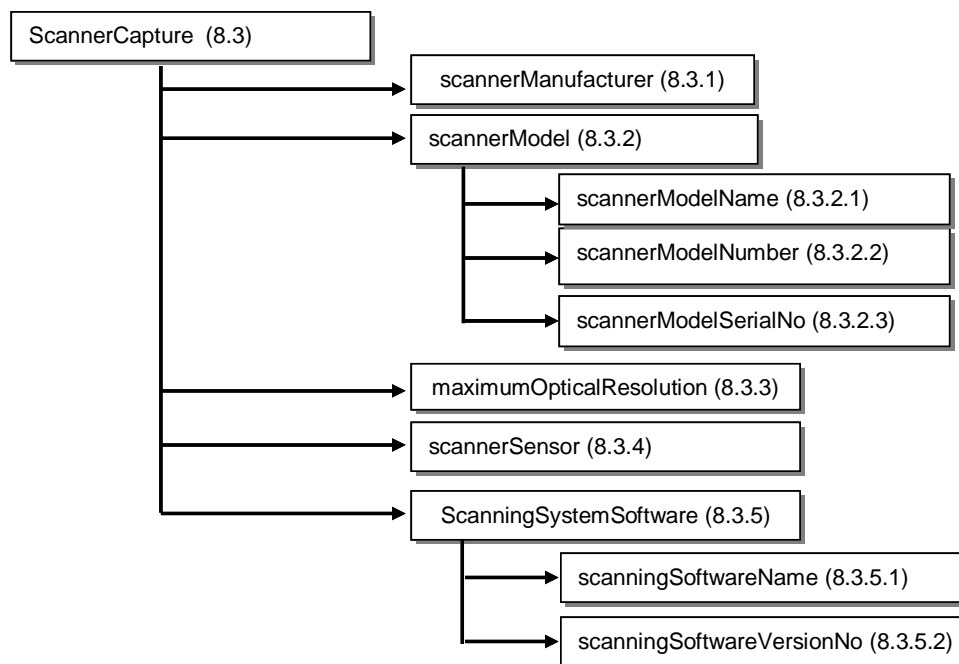 ScannerCapture (8.3)
scannerManufacturer (8.3.1)
scannerModel (8.3.2)
scannerModelName (8.3.2.1)
scannerModelNumber (8.3.2.2)
scannerModelSerialNo (8.3.2.3)
maximumOpticalResolution (8.3.3)
scannerSensor (8.3.4)
ScanningSystemSoftware (8.3.5)
scanningSoftwareName (8.3.5.1)
scanningSoftwareVersionNo (8.3.5.2)